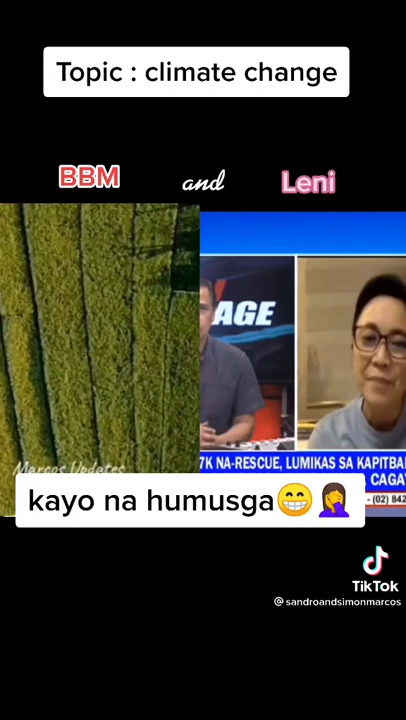 Topic : climate change
BBM and Leni
AGE
Marcos Updates
7K NA-RESCUE, LUMIKAS SA KAPITBA
CAGA
- (02) 842
kayo na humusga😁🤦‍♀️
TikTok
@sandroandsimonmarcos